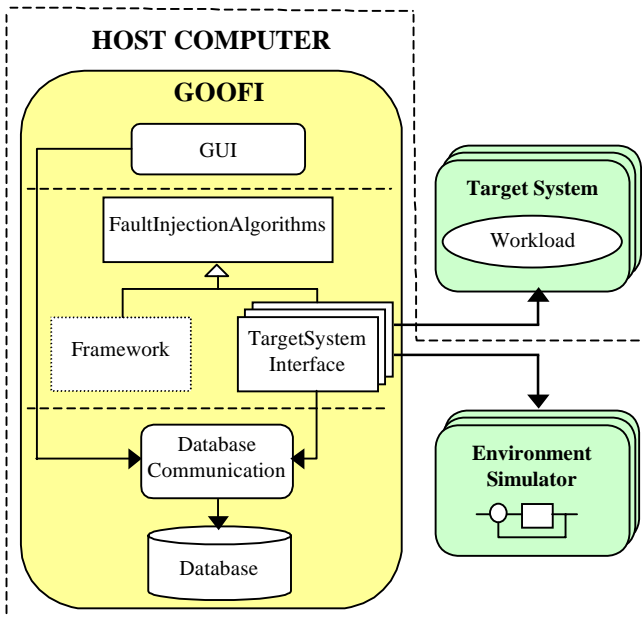 HOST COMPUTER
GOOFI
GUI
FaultInjectionAlgorithms
Framework
TargetSystem
Interface
Database
Communication
Database
Target System
Workload
Environment
Simulator